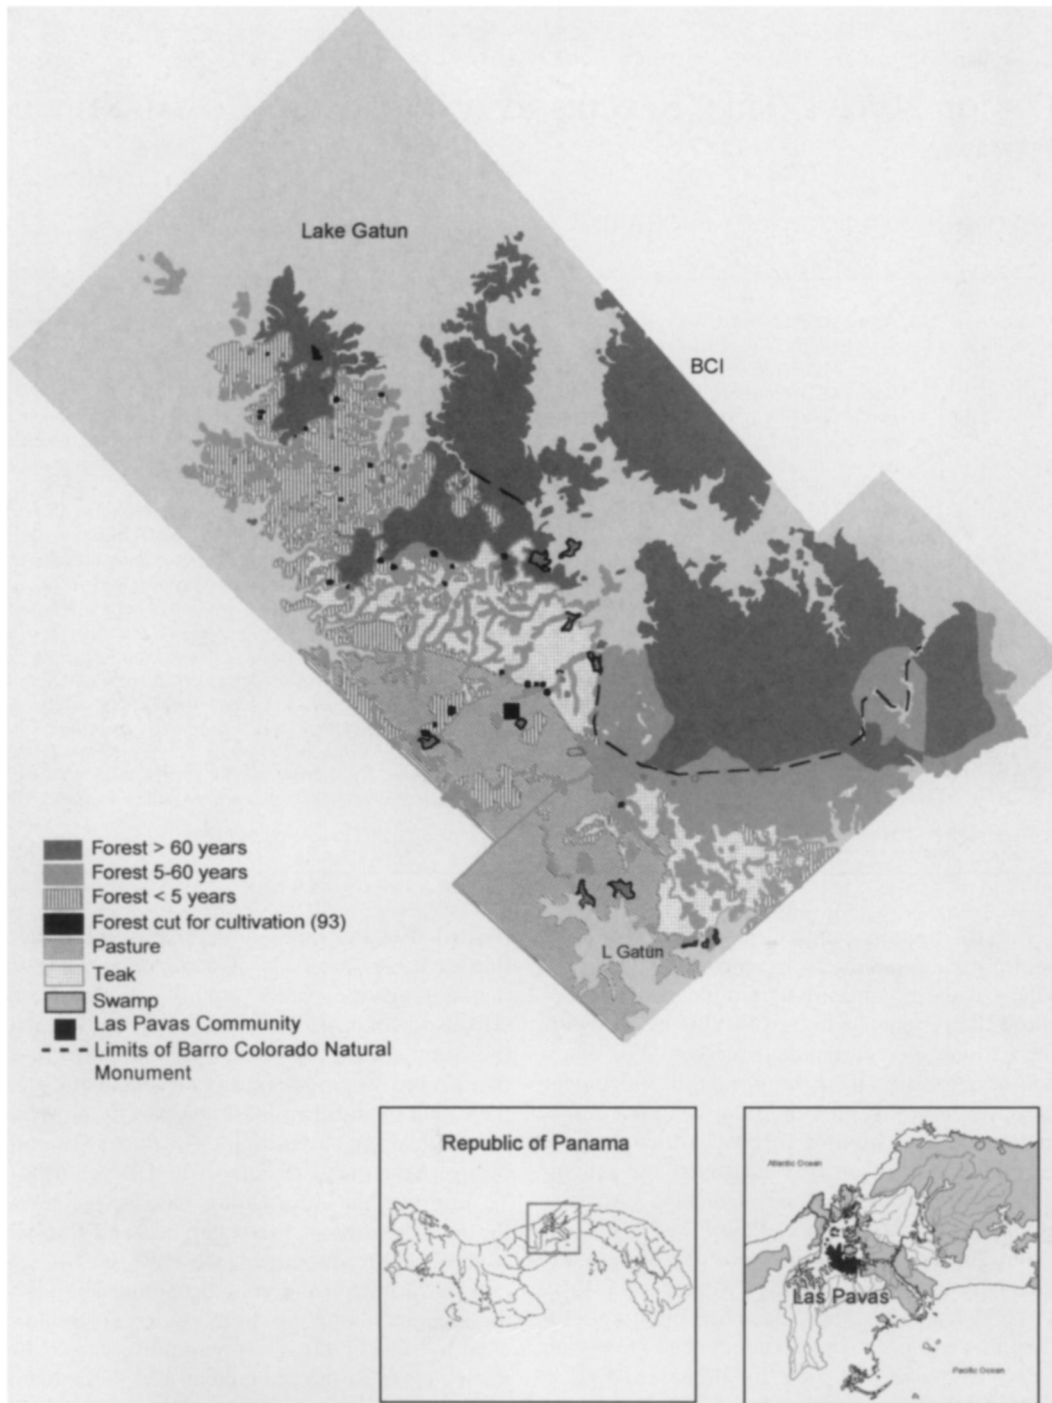 Lake Gatun
BCI
L Gatun
Forest > 60 years
Forest 5-60 years
Forest < 5 years
Forest cut for cultivation (93)
Pasture
Teak
Swamp
Las Pavas Community
Limits of Barro Colorado Natural
Monument
Republic of Panama
Atlantic Ocean
Las Pavas
Pacific Ocean